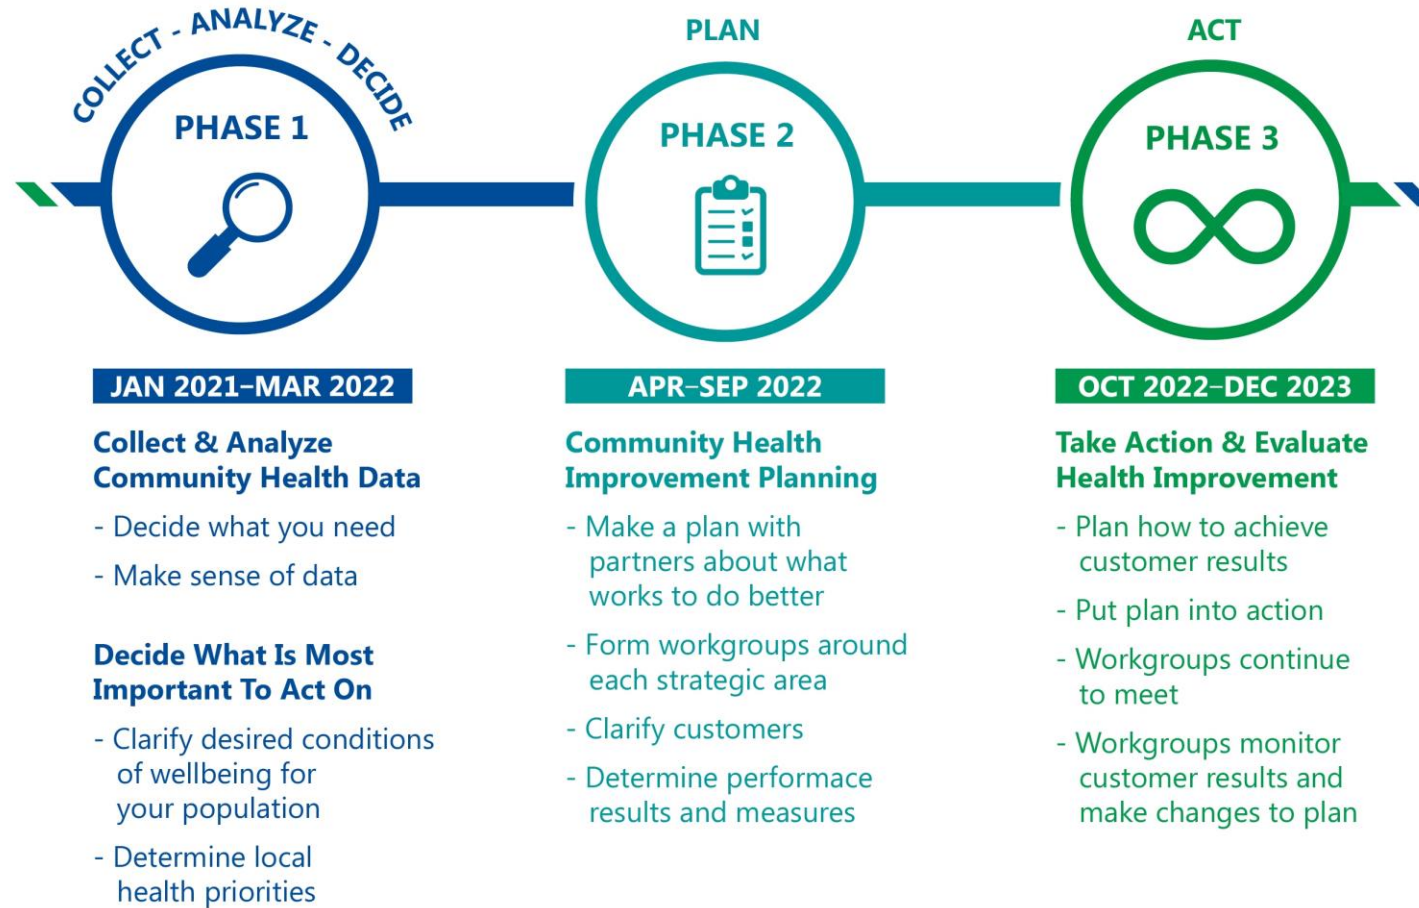 COLLECT - ANALYZE - DECIDE
PHASE 1
JAN 2021–MAR 2022
Collect & Analyze
Community Health Data
- Decide what you need
- Make sense of data
Decide What Is Most
Important To Act On
- Clarify desired conditions
of wellbeing for
your population
- Determine local
health priorities
PLAN
PHASE 2
APR–SEP 2022
Community Health
Improvement Planning
- Make a plan with
partners about what
works to do better
- Form workgroups around
each strategic area
- Clarify customers
- Determine performace
results and measures
ACT
PHASE 3
OCT 2022–DEC 2023
Take Action & Evaluate
Health Improvement
- Plan how to achieve
customer results
- Put plan into action
- Workgroups continue
to meet
- Workgroups monitor
customer results and
make changes to plan